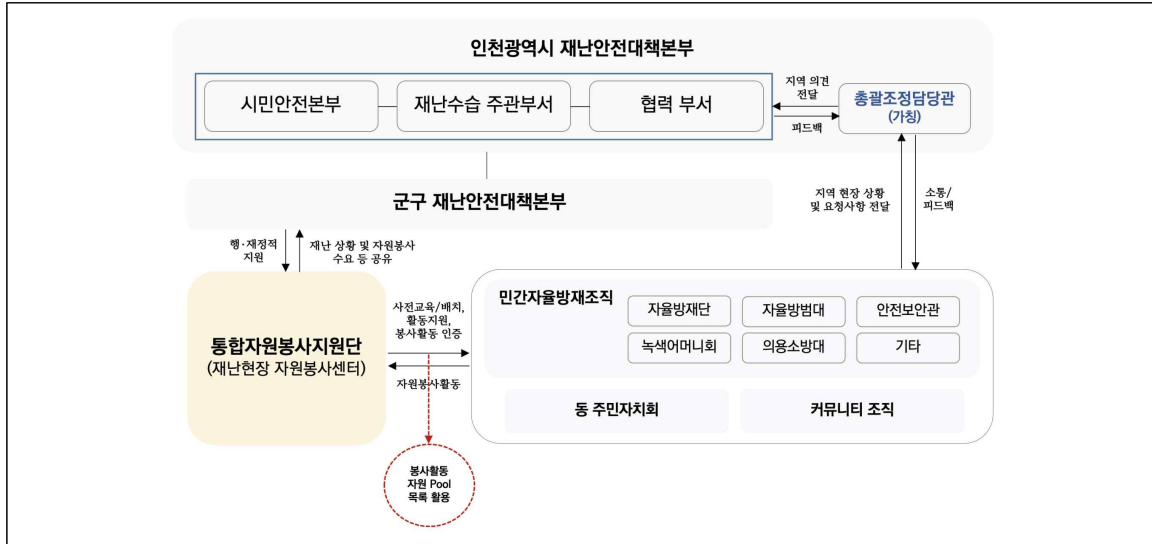 인천광역시 재난안전대책본부
시민안전본부
재난수습 주관부서
협력 부서
지역 의견
전달
피드백
총괄조정담당관
(가칭)
군구 재난안전대책본부
지역 현장 상황
및 요청사항 전달
소통/
피드백
행·재정적
지원
재난 상황 및 자원봉사
수요 등 공유
통합자원봉사지원단
(재난현장 자원봉사센터)
사전교육/배치,
활동지원,
봉사활동 인증
자원봉사활동
민간자율방재조직
자율방재단
자율방범대
안전보안관
녹색어머니회
의용소방대
기타
동 주민자치회
커뮤니티 조직
봉사활동
자원 Pool
목록 활용